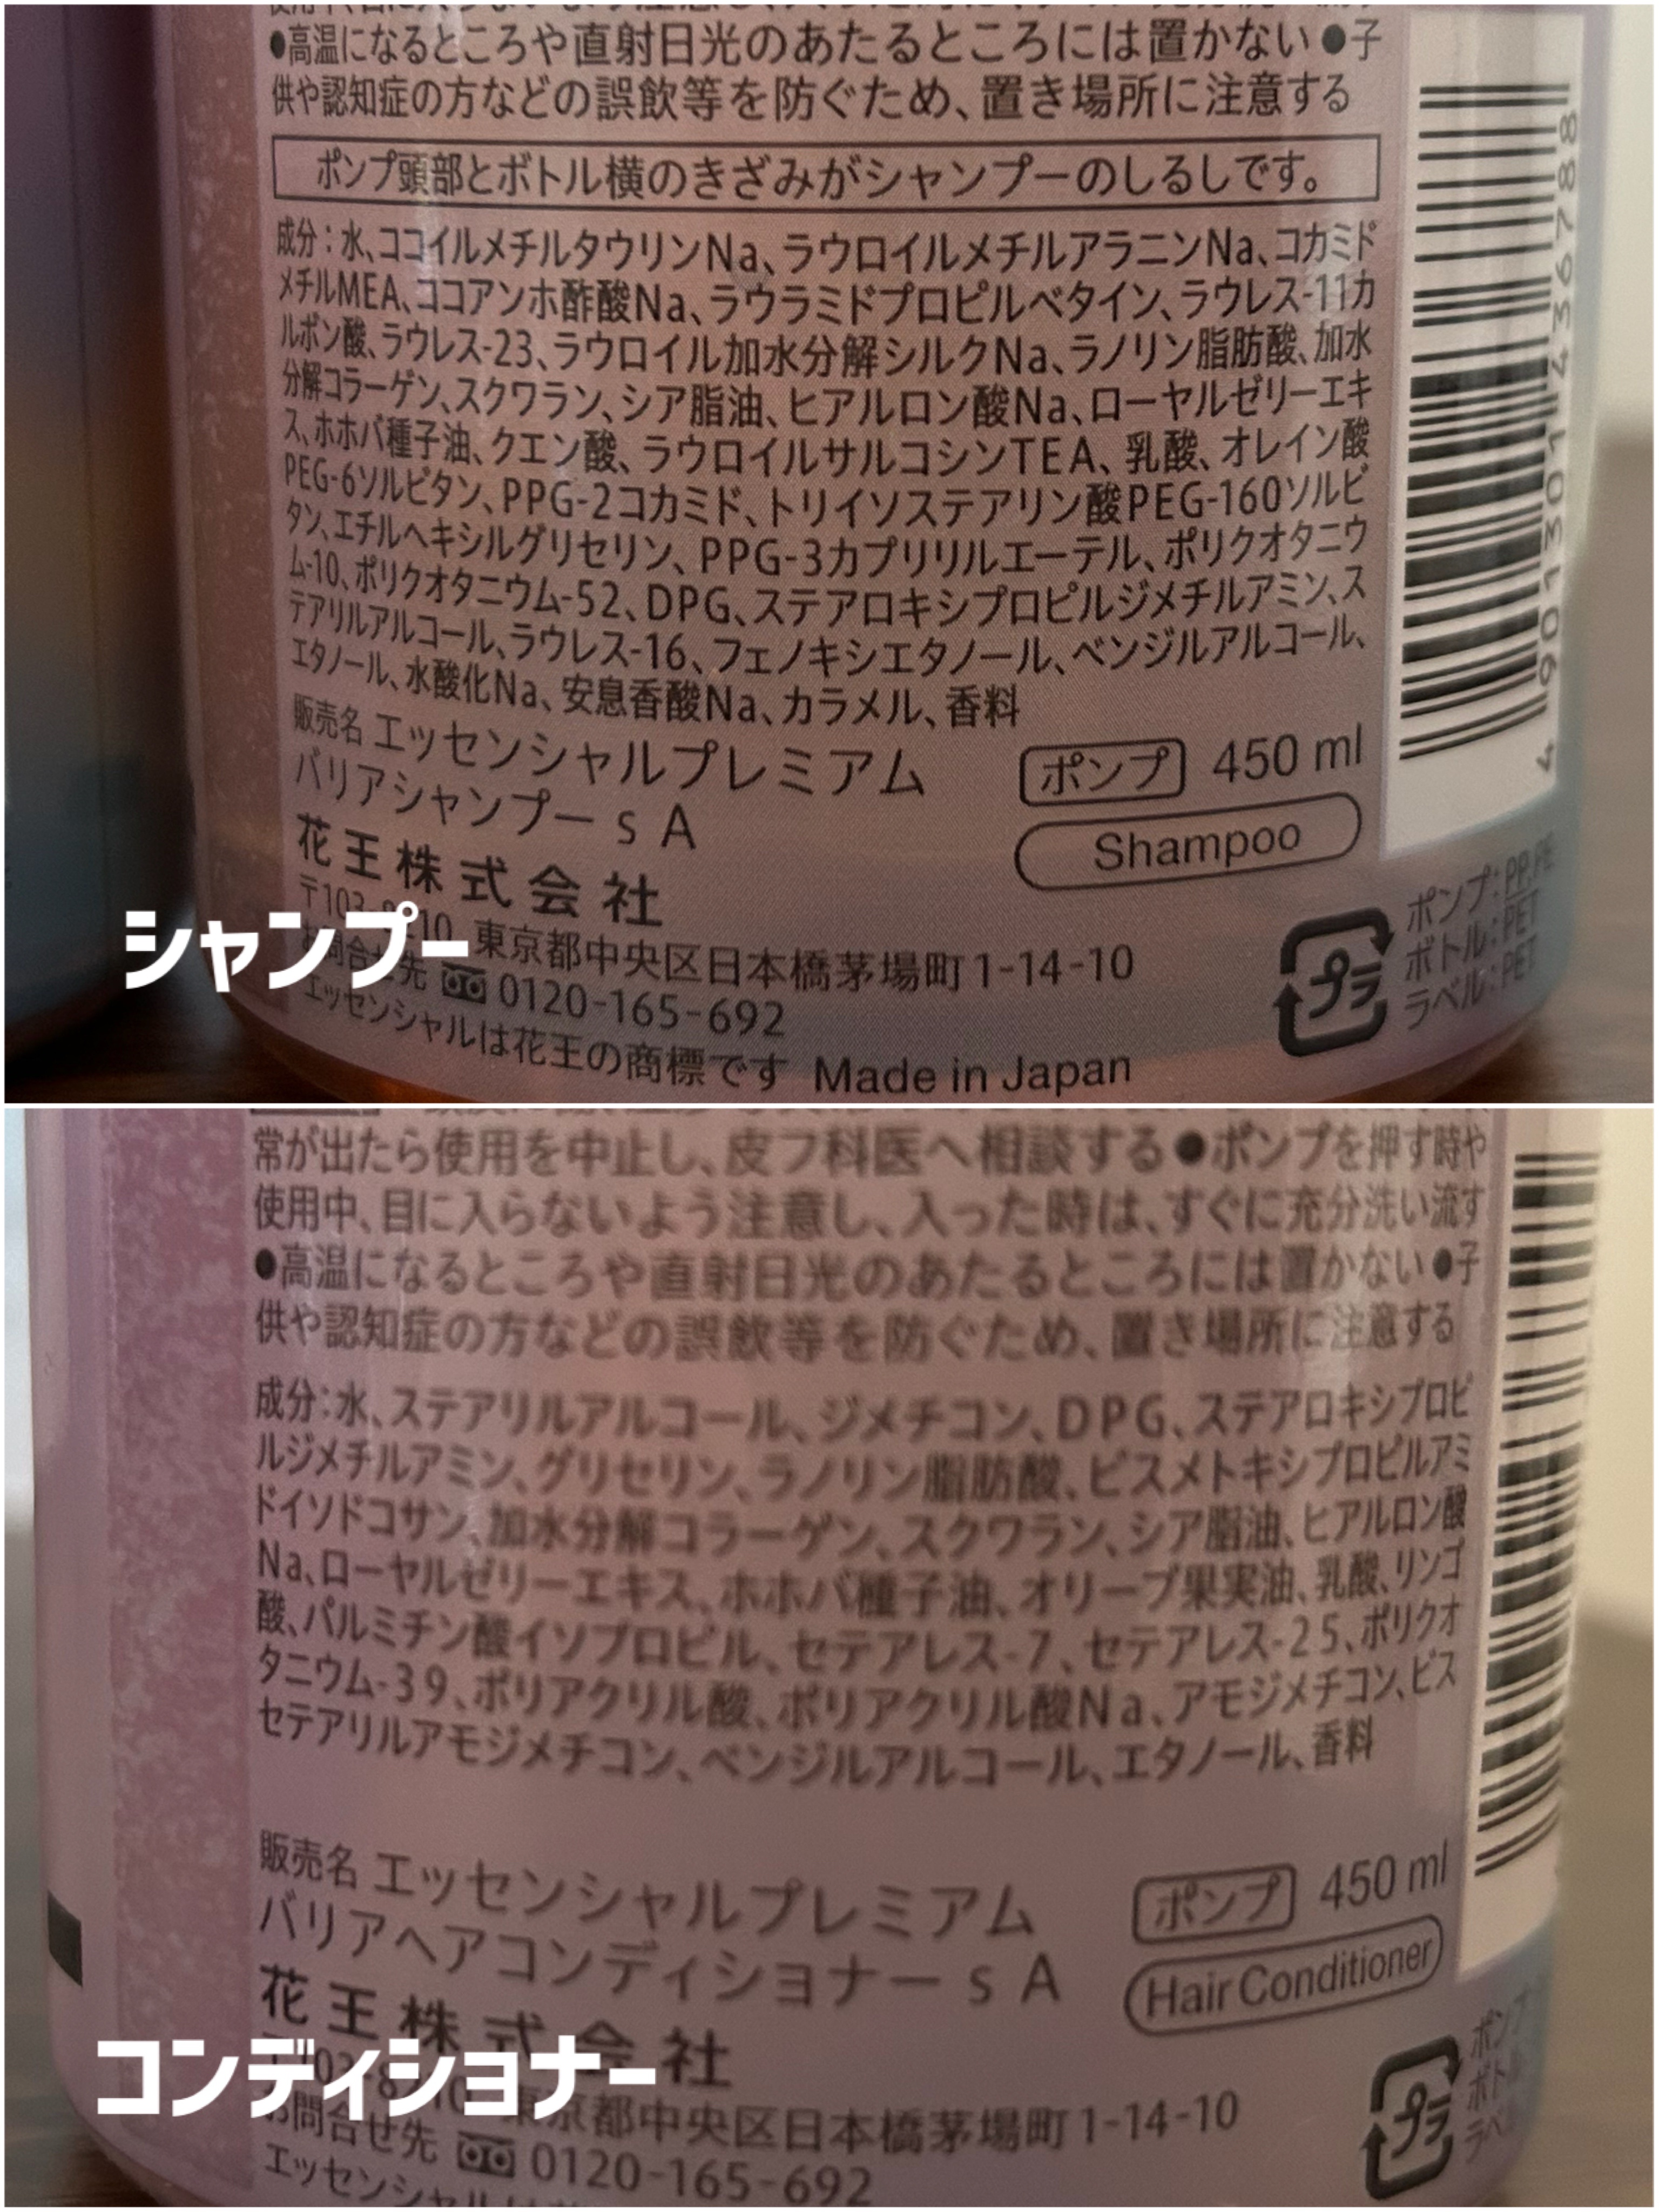 ●高温になるところや直射日光のあたるところには置かない●子
供や認知症の方などの誤飲等を防ぐため、置き場所に注意する
ポンプ頭部とボトル横のきざみがシャンプーのしるしです。
成分：水、ココイルメチルタウリンNa、ラウロイルメチルアラニンNa、コカミド
メチルMEA、ココアンホ酢酸Na、ラウラミドプロピルベタイン、ラウレス-11カ
ルボン酸、ラウレス-23、ラウロイル加水分解シルクNa、ラノリン脂肪酸、加水
分解コラーゲン、スクワラン、シア脂油、ヒアルロン酸Na、ローヤルゼリーエキ
ス、ホホバ種子油、クエン酸、ラウロイルサルコシンTEA、乳酸、オレイン酸
PEG-6ソルビタン、PPG-2コカミド、トリイソステアリン酸PEG-160ソルビ
タン、エチルヘキシルグリセリン、PPG-3カプリリルエーテル、ポリクオタニウ
ム-10、ポリクオタニウム-52、DPG、ステアロキシプロピルジメチルアミン、ス
テアリルアルコール、ラウレス-16、フェノキシエタノール、ベンジルアルコール、
エタノール、水酸化Na、安息香酸Na、カラメル、香料
販売名 エッセンシャルプレミアム
バリアシャンプー s A
ポンプ 450 ml
Shampoo
花王株式会社
東京都中央区日本橋茅場町1-14-10
0120-165-692
エッセンシャルは花王の商標です Made in Japan
プラ
ポンプ：PP,PE
ボトル：PET
ラベル：PET
4 901301 436788
シャンプー
常が出たら使用を中止し、皮フ科医へ相談する●ポンプを押す時や
使用中、目に入らないよう注意し、入った時は、すぐに充分洗い流す
●高温になるところや直射日光のあたるところには置かない●子
供や認知症の方などの誤飲等を防ぐため、置き場所に注意する
成分：水、ステアリルアルコール、ジメチコン、DPG、ステアロキシプロピ
ルジメチルアミン、グリセリン、ラノリン脂肪酸、ビスメトキシプロピルアミ
ドイソドコサン、加水分解コラーゲン、スクワラン、シア脂油、ヒアルロン酸
Na、ローヤルゼリーエキス、ホホバ種子油、オリーブ果実油、乳酸、リンゴ
酸、パルミチン酸イソプロピル、セテアレス-7、セテアレス-25、ポリクオ
タニウム-39、ポリアクリル酸、ポリアクリル酸Na、アモジメチコン、ビス
セテアリルアモジメチコン、ベンジルアルコール、エタノール、香料
販売名 エッセンシャルプレミアム
バリアヘアコンディショナー s A
ポンプ 450 ml
Hair Conditioner
花王株式会社
東京都中央区日本橋茅場町1-14-10
お問合せ先 0120-165-692
エッセンシャル
プラ
コンディショナー